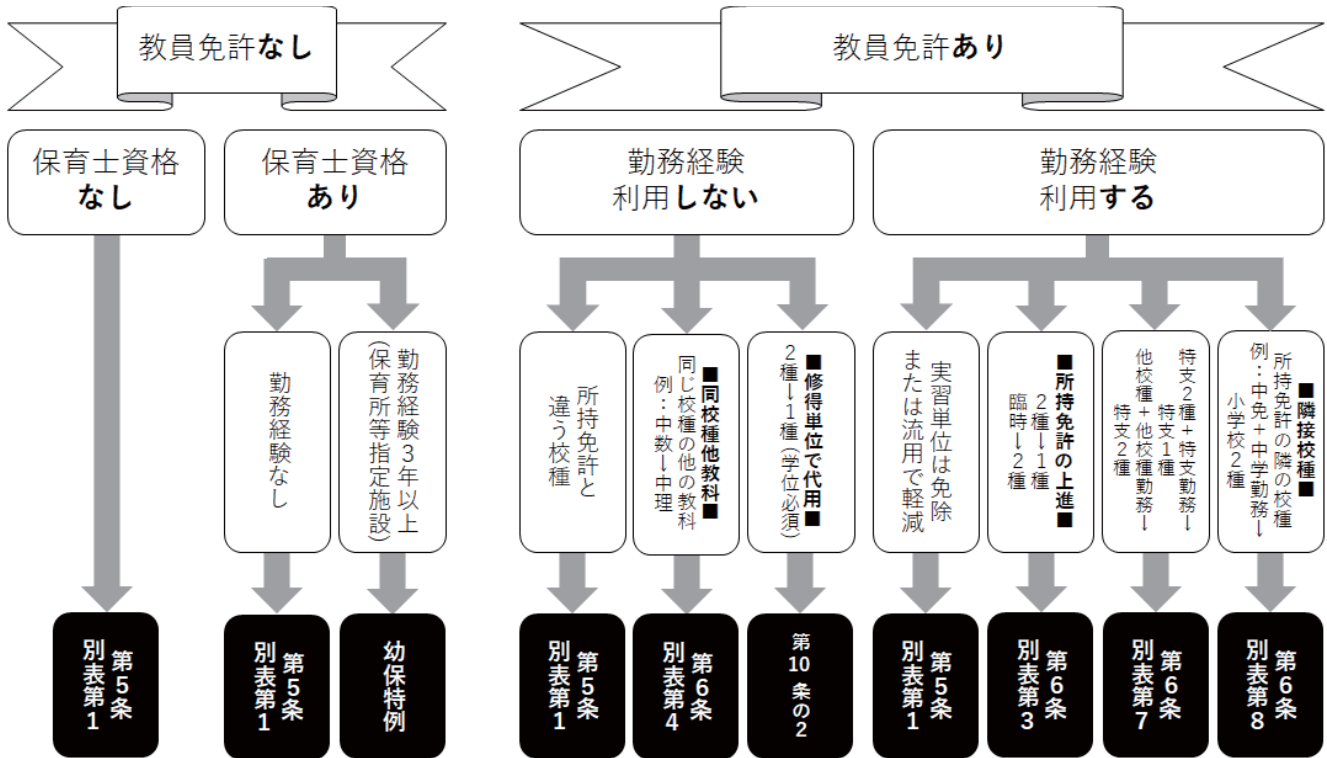 教員免許なし
教員免許あり
保育士資格
なし
保育士資格
あり
勤務経験
利用しない
勤務経験
利用する
勤務経験なし
勤務経験3年以上
(保育所等指定施設)
所持免許と
違う校種
■同校種他教科■
同じ校種の他の教科
例:中数→中理
■修得単位で代用■
2種→1種(学位必須)
実習単位は免除
または流用で軽減
■所持免許の上進■
2種→1種
臨時→2種
特支2種+特支勤務→
特支1種
他校種+他校種勤務→
特支2種
■隣接校種■
所持免許の隣の校種
例:中免+中学勤務→
小学校2種
第5条
別表第1
第5条
別表第1
幼保特例
第5条
別表第1
第6条
別表第4
第10条の2
第5条
別表第1
第6条
別表第3
第6条
別表第7
第6条
別表第8